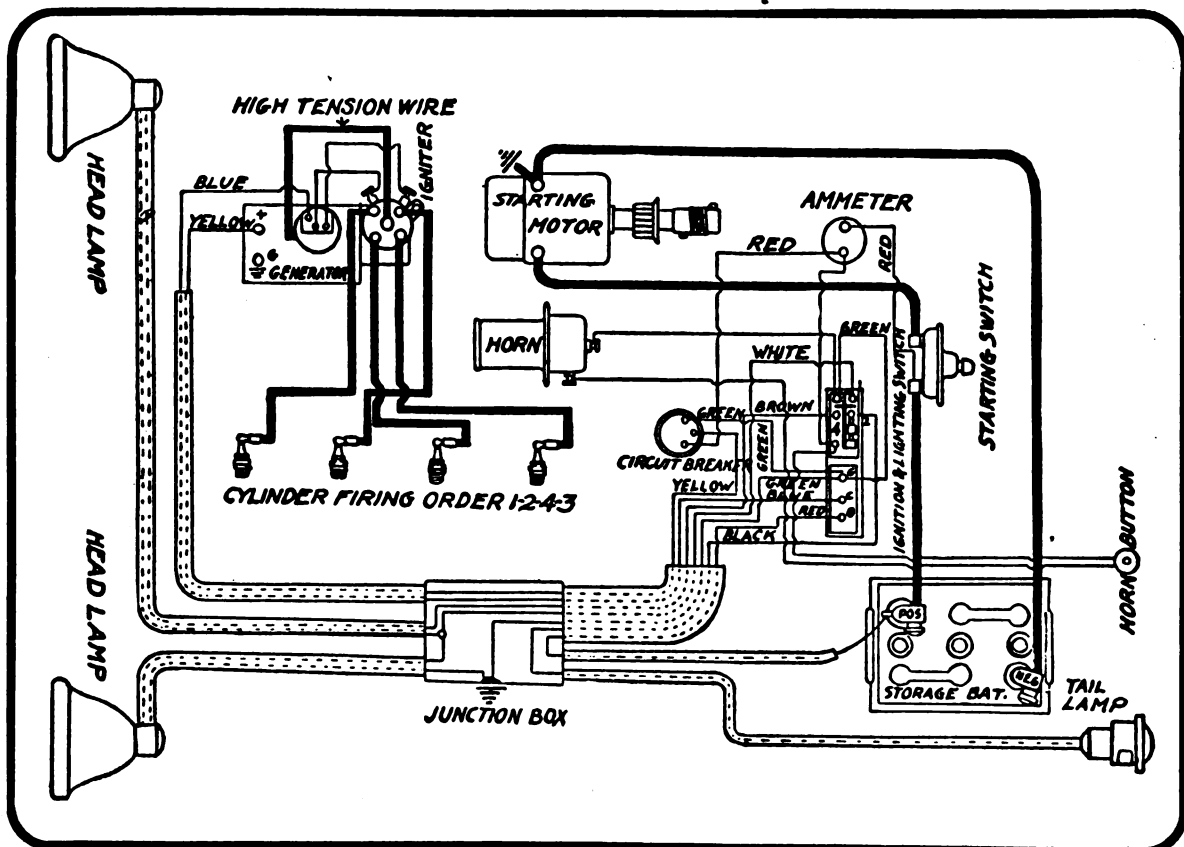 HIGH TENSION WIRE
IGNITER
HEAD LAMP
BLUE
YELLOW +
G
GENERATOR
STARTING
MOTOR
AMMETER
RED
RED
STARTING SWITCH
HORN
GREEN
WHITE
IGNITION & LIGHTING SWITCH
GREEN
BROWN
GREEN
CIRCUIT BREAKER
YELLOW
GREEN
BLUE
RED
BLACK
CYLINDER FIRING ORDER 1-2-4-3
HEAD LAMP
HORN BUTTON
POS
NEG
STORAGE BAT.
TAIL
LAMP
JUNCTION BOX